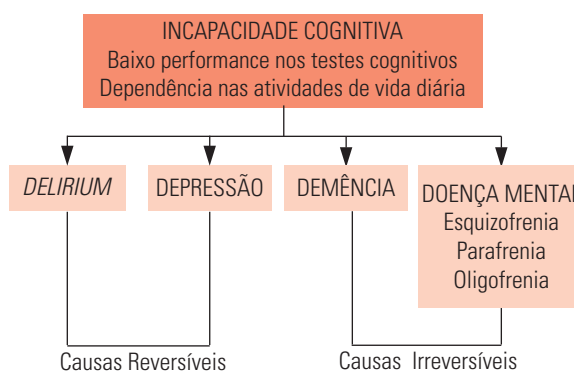 INCAPACIDADE COGNITIVA
Baixo performance nos testes cognitivos
Dependência nas atividades de vida diária
DELIRIUM
DEPRESSÃO
DEMÊNCIA
DOENÇA MENTAL
Esquizofrenia
Parafrenia
Oligofrenia
Causas Reversíveis
Causas Irreversíveis